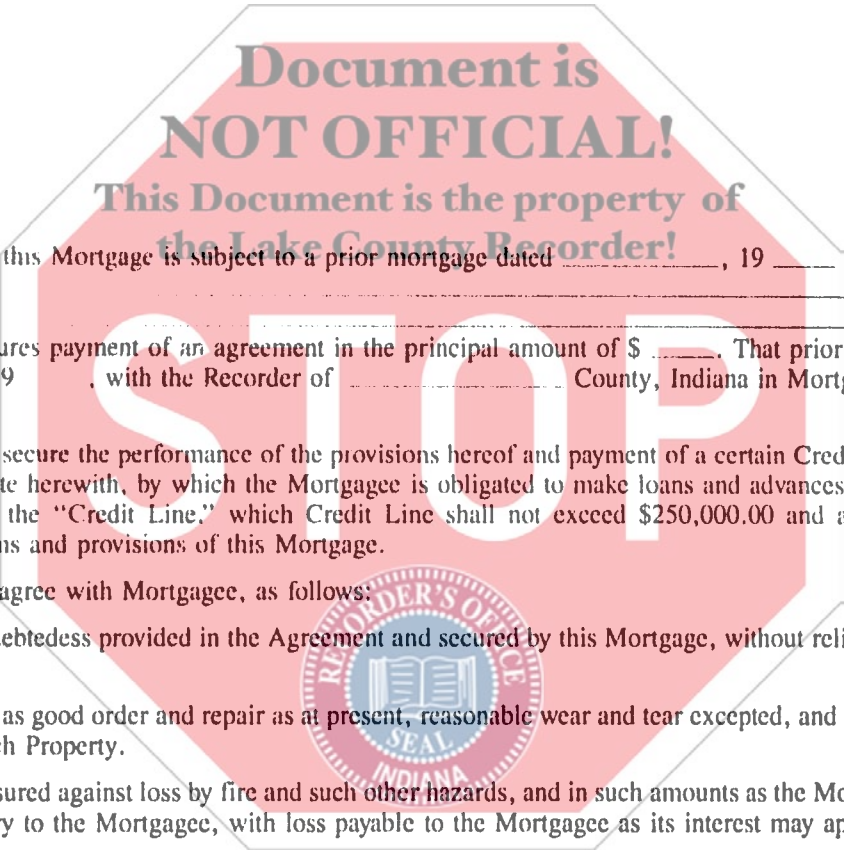 Document is
NOT OFFICIAL!
This Document is the property of
the Lake County Recorder!
this Mortgage is subject to a prior mortgage dated ____________, 19 _____
ures payment of an agreement in the principal amount of $ ______. That prior
9 , with the Recorder of ____________ County, Indiana in Mortg
STOP
secure the performance of the provisions hereof and payment of a certain Cred
te herewith, by which the Mortgagee is obligated to make loans and advances
the “Credit Line,” which Credit Line shall not exceed $250,000.00 and a
ns and provisions of this Mortgage.
agree with Mortgagee, as follows:
ebtedess provided in the Agreement and secured by this Mortgage, without reli
as good order and repair as at present, reasonable wear and tear excepted, and
ch Property.
sured against loss by fire and such other hazards, and in such amounts as the Mo
ry to the Mortgagee, with loss payable to the Mortgagee as its interest may ap
RECORDER'S OFFICE
SEAL
INDIANA